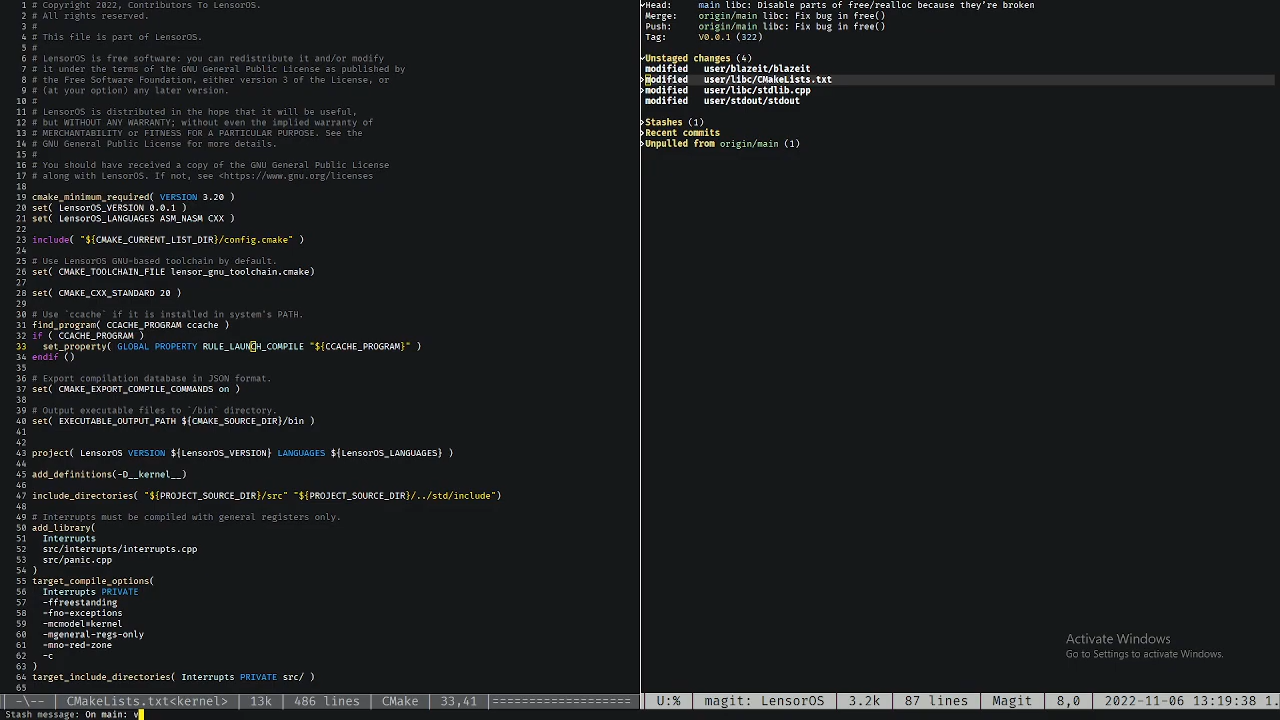 1 # Copyright 2022, Contributors To LensorOS.
2 # All rights reserved.
3 #
4 # This file is part of LensorOS.
5 #
6 # LensorOS is free software: you can redistribute it and/or modify
7 # it under the terms of the GNU General Public License as published by
8 # the Free Software Foundation, either version 3 of the License, or
9 # (at your option) any later version.
10 #
11 # LensorOS is distributed in the hope that it will be useful,
12 # but WITHOUT ANY WARRANTY; without even the implied warranty of
13 # MERCHANTABILITY or FITNESS FOR A PARTICULAR PURPOSE. See the
14 # GNU General Public License for more details.
15 #
16 # You should have received a copy of the GNU General Public License
17 # along with LensorOS. If not, see <https://www.gnu.org/licenses
18
19 cmake_minimum_required( VERSION 3.20 )
20 set( LensorOS_VERSION 0.0.1 )
21 set( LensorOS_LANGUAGES ASM_NASM CXX )
22
23 include( "${CMAKE_CURRENT_LIST_DIR}/config.cmake" )
24
25 # Use LensorOS GNU-based toolchain by default.
26 set( CMAKE_TOOLCHAIN_FILE lensor_gnu_toolchain.cmake)
27
28 set( CMAKE_CXX_STANDARD 20 )
29
30 # Use `ccache` if it is installed in system's PATH.
31 find_program( CCACHE_PROGRAM ccache )
32 if ( CCACHE_PROGRAM )
33 set_property( GLOBAL PROPERTY RULE_LAUNCH_COMPILE "${CCACHE_PROGRAM}" )
34 endif ()
35
36 # Export compilation database in JSON format.
37 set( CMAKE_EXPORT_COMPILE_COMMANDS on )
38
39 # Output executable files to `/bin` directory.
40 set( EXECUTABLE_OUTPUT_PATH ${CMAKE_SOURCE_DIR}/bin )
41
42
43 project( LensorOS VERSION ${LensorOS_VERSION} LANGUAGES ${LensorOS_LANGUAGES} )
44
45 add_definitions(-D__kernel__)
46
47 include_directories( "${PROJECT_SOURCE_DIR}/src" "${PROJECT_SOURCE_DIR}/../std/include")
48
49 # Interrupts must be compiled with general registers only.
50 add_library(
51 Interrupts
52 src/interrupts/interrupts.cpp
53 src/panic.cpp
54 )
55 target_compile_options(
56 Interrupts PRIVATE
57 -ffreestanding
58 -fno-exceptions
59 -mcmodel=kernel
60 -mgeneral-regs-only
61 -mno-red-zone
62 -c
63 )
64 target_include_directories( Interrupts PRIVATE src/ )
65
-\-- CMakeLists.txt<kernel> 13k 486 lines CMake 33,41 =====================
Head: main libc: Disable parts of free/realloc because they're broken
Merge: origin/main libc: Fix bug in free()
Push: origin/main libc: Fix bug in free()
Tag: V0.0.1 (322)
Unstaged changes (4)
modified user/blazeit/blazeit
modified user/libc/CMakeLists.txt
modified user/libc/stdlib.cpp
modified user/stdout/stdout
Stashes (1)
Recent commits
Unpulled from origin/main (1)
Activate Windows
Go to Settings to activate Windows.
U:% magit: LensorOS 3.2k 87 lines Magit 8,0 2022-11-06 13:19:38 1
Stash message: On main: v